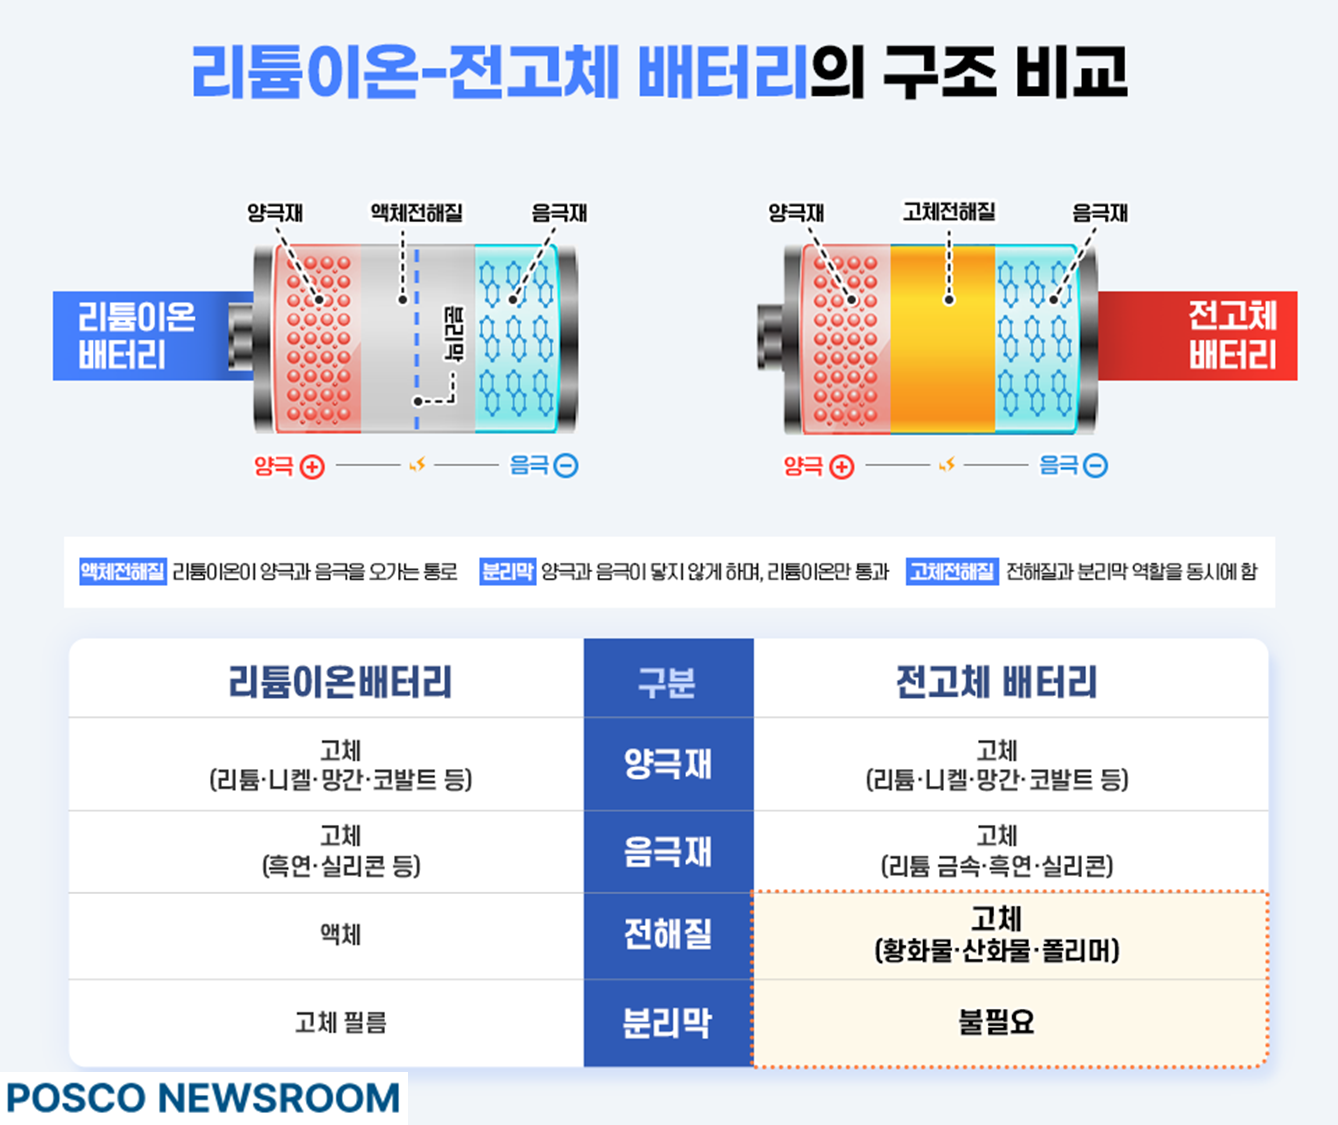 리튬이온-전고체 배터리의 구조 비교
양극재
액체전해질
음극재
리튬이온
배터리
분리막
양극 +
음극 −
양극재
고체전해질
음극재
전고체
배터리
양극 +
음극 −
액체전해질 리튬이온이 양극과 음극을 오가는 통로 분리막 양극과 음극이 닿지 않게 하며, 리튬이온만 통과 고체전해질 전해질과 분리막 역할을 동시에 함
리튬이온배터리 구분 전고체 배터리
고체
(리튬·니켈·망간·코발트 등)
양극재
고체
(리튬·니켈·망간·코발트 등)
고체
(흑연·실리콘 등)
음극재
고체
(리튬 금속·흑연·실리콘)
액체
전해질
고체
(황화물·산화물·폴리머)
고체 필름
분리막
불필요
POSCO NEWSROOM